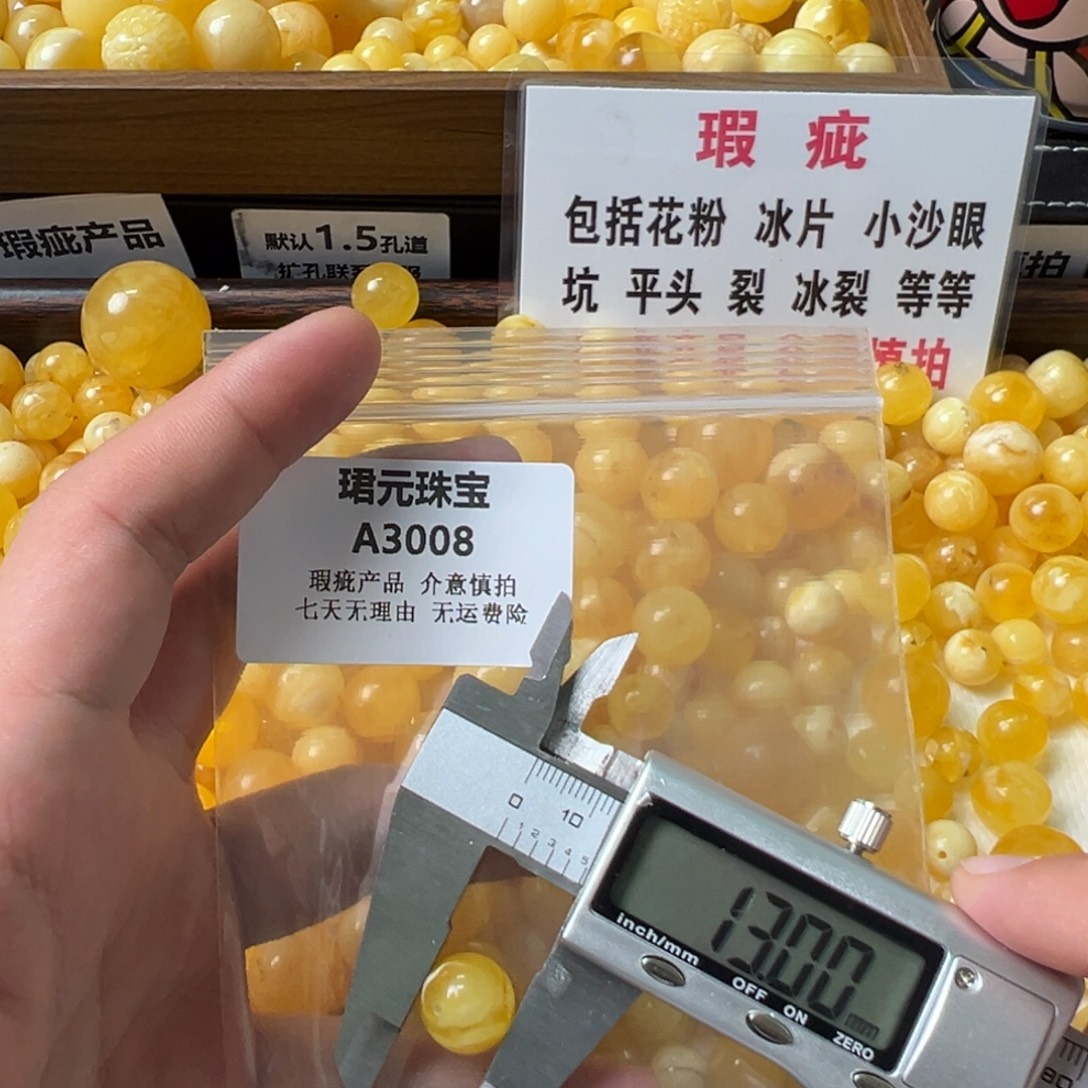 瑕疵
包括花粉 冰片 小沙眼
坑 平头 裂 冰裂 等等
慎拍
瑕疵产品
默认1.5孔道
扩孔联
拍
珺元珠宝
A3008
瑕疵产品 介意慎拍
七天无理由 无运费险
0 10
1 2 3 4 5
13.00
mm
inch/mm
OFF
ON
ZERO